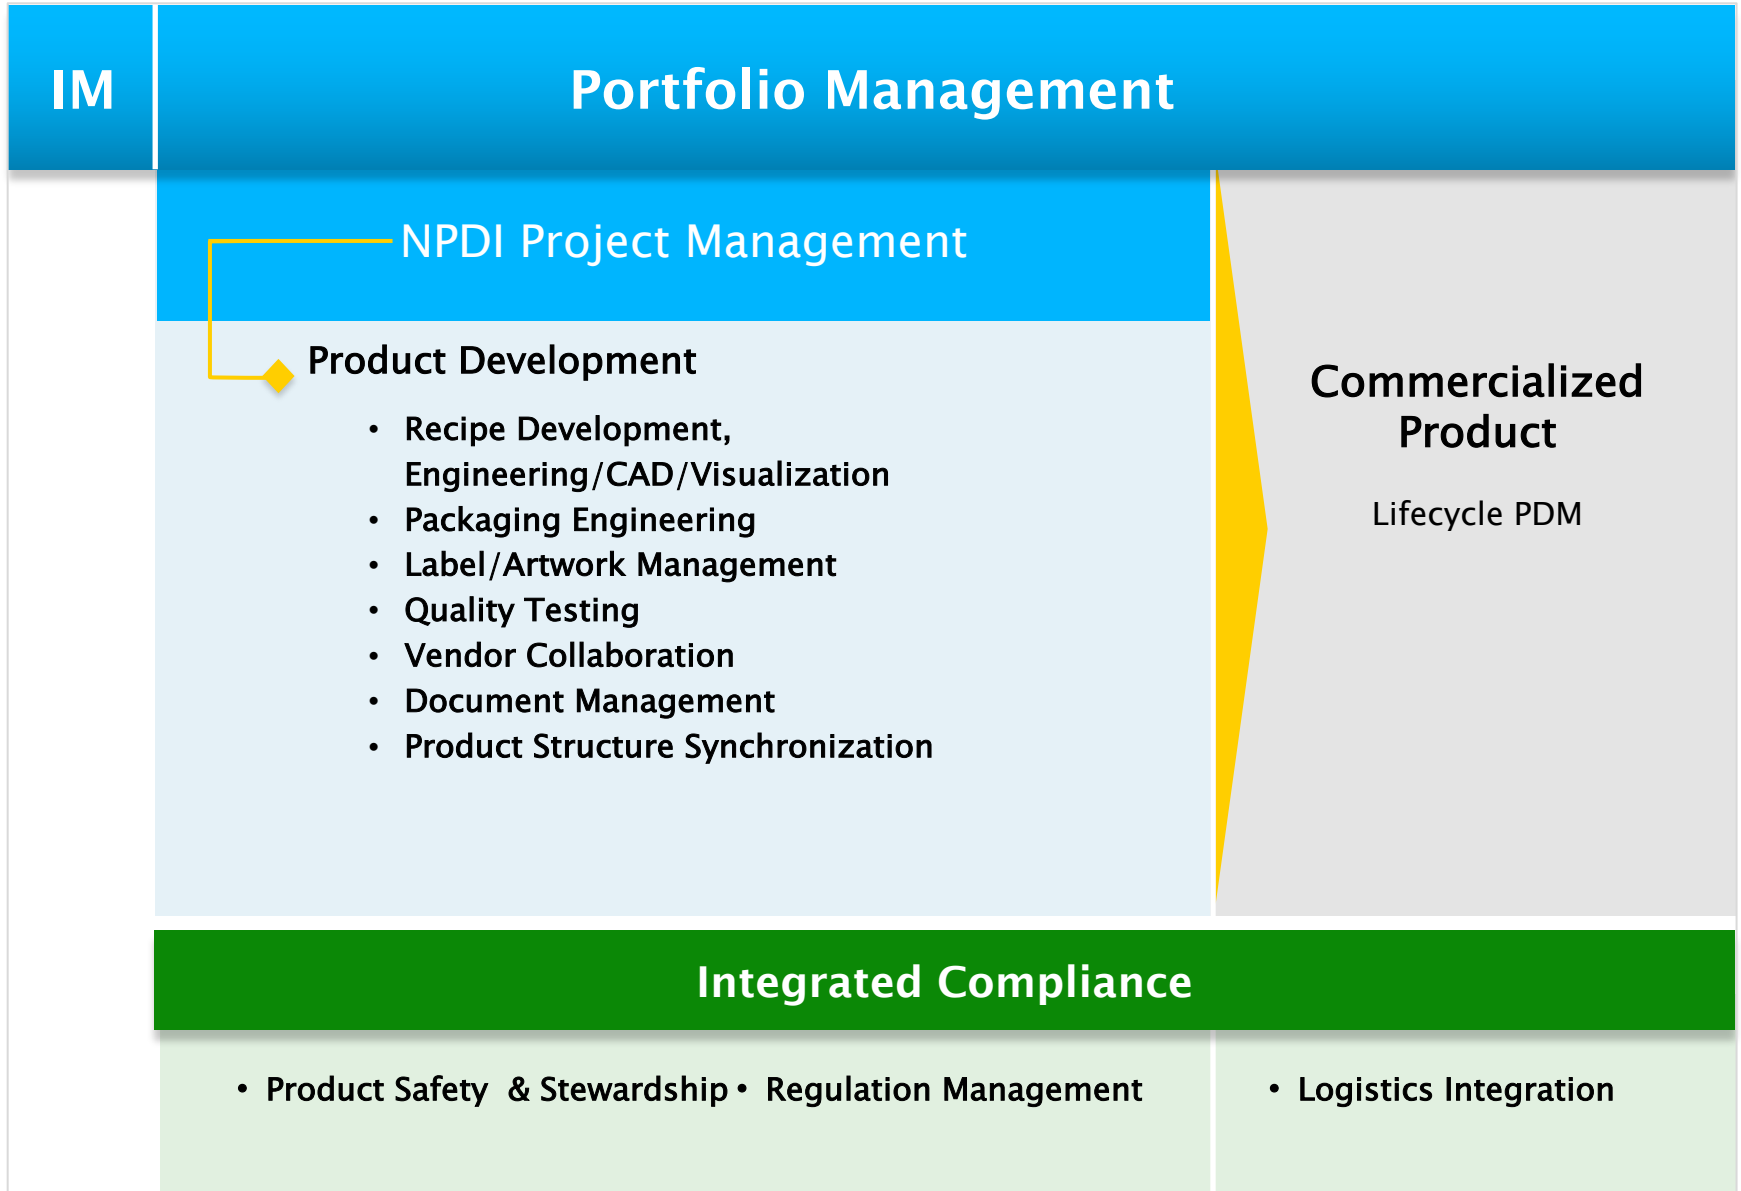 IM
Portfolio Management
NPDI Project Management
Product Development
• Recipe Development,
Engineering/CAD/Visualization
• Packaging Engineering
• Label/Artwork Management
• Quality Testing
• Vendor Collaboration
• Document Management
• Product Structure Synchronization
Commercialized
Product
Lifecycle PDM
Integrated Compliance
• Product Safety & Stewardship • Regulation Management
• Logistics Integration